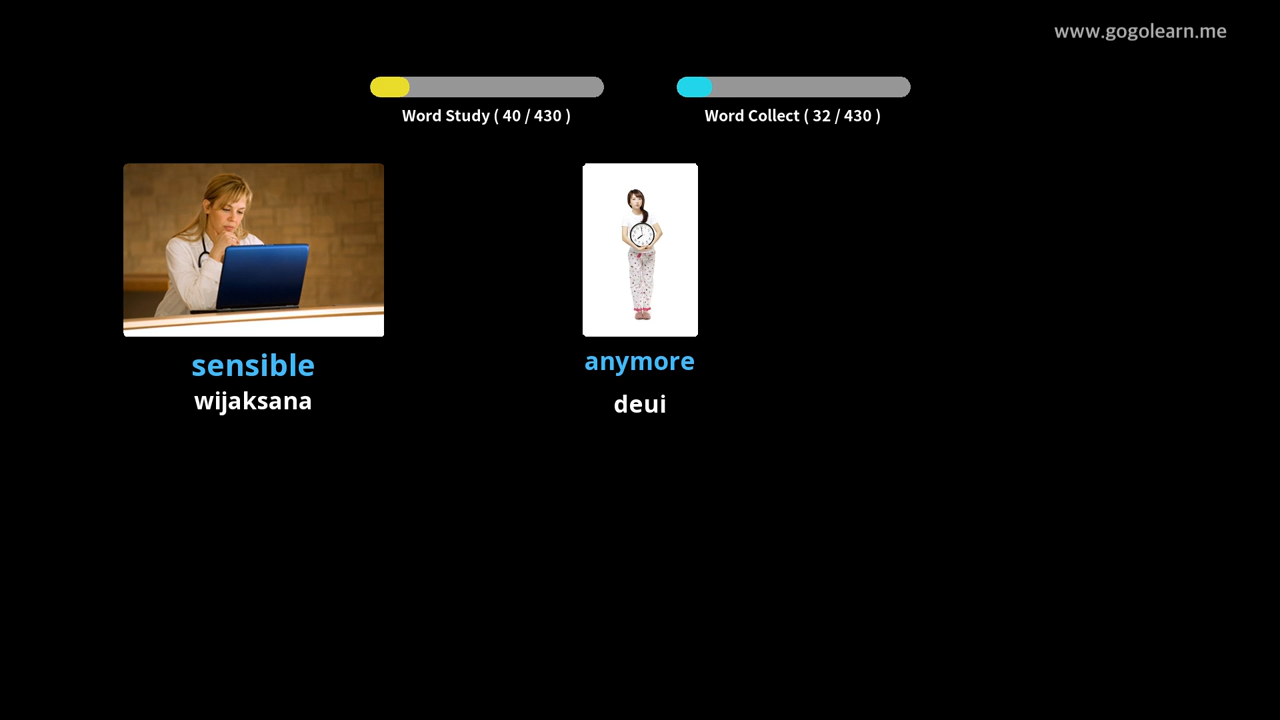 www.gogolearn.me
Word Study ( 40 / 430 )
Word Collect ( 32 / 430 )
sensible
wijaksana
anymore
deui